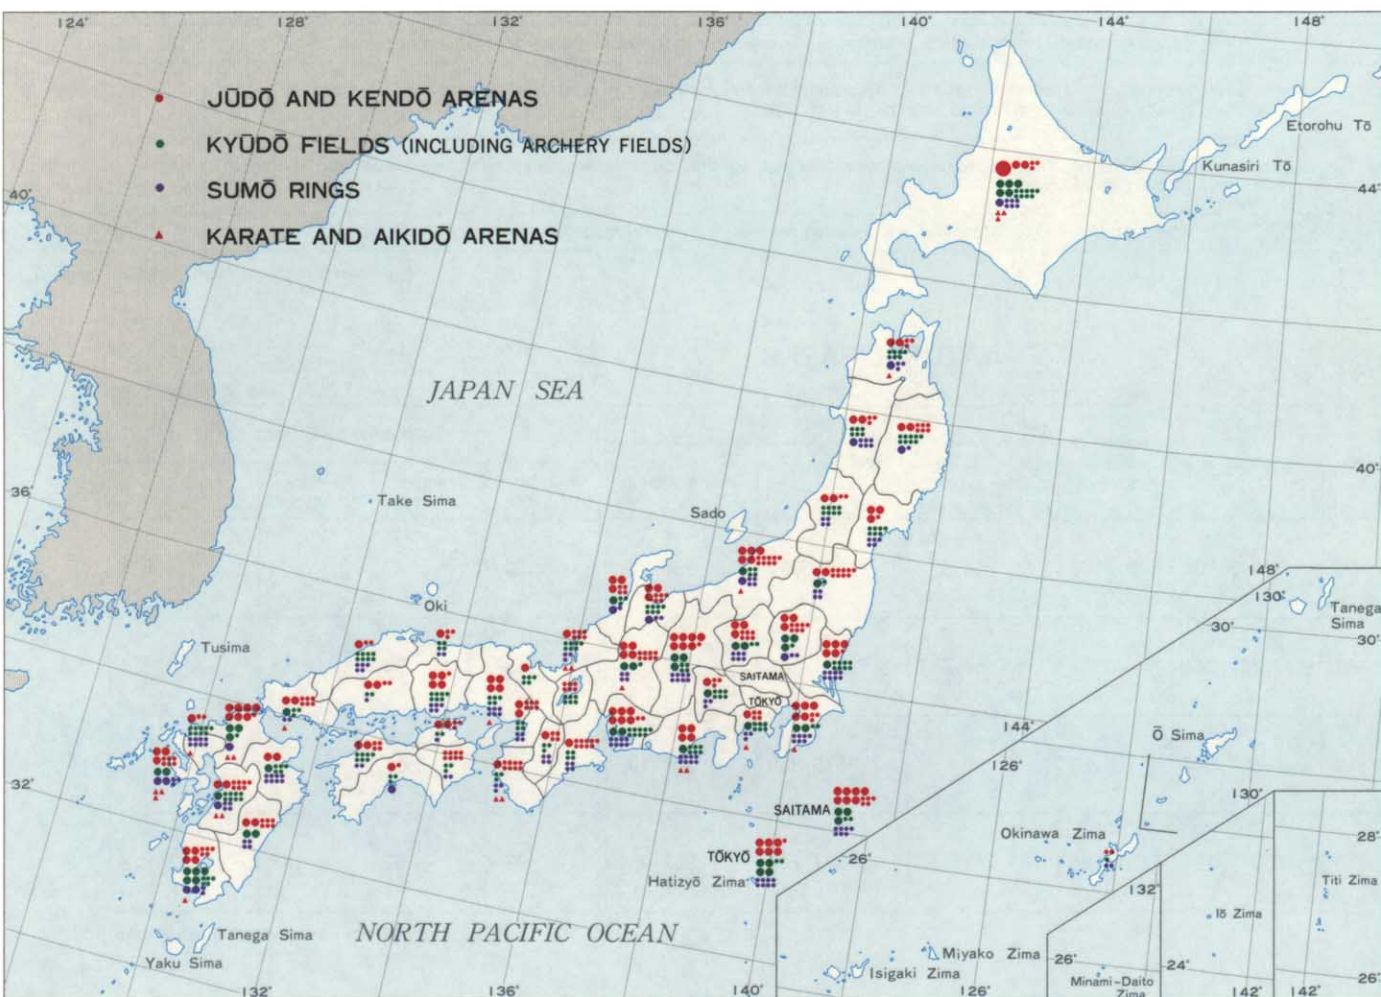 124° 128° 132° 136° 140° 144° 148°
JŪDŌ AND KENDŌ ARENAS
KYŪDŌ FIELDS (INCLUDING ARCHERY FIELDS)
SUMŌ RINGS
KARATE AND AIKIDŌ ARENAS
Etorohu Tō
Kunasiri Tō
40°
44°
JAPAN SEA
40°
36°
Take Sima
Sado
Oki
Tusima
148°
130°
Tanega
Sima
30°
30°
SAITAMA
TŌKYŌ
144°
126°
Ō Sima
32°
130°
SAITAMA
Okinawa Zima
28°
TŌKYŌ
26°
Hatizyō Zima
132°
Titi Zima
Iō Zima
Tanega Sima
NORTH PACIFIC OCEAN
Yaku Sima
Miyako Zima
Isigaki Zima
26°
24°
26°
Minami-Daito
Zima
132° 136° 140° 126° 142° 142°